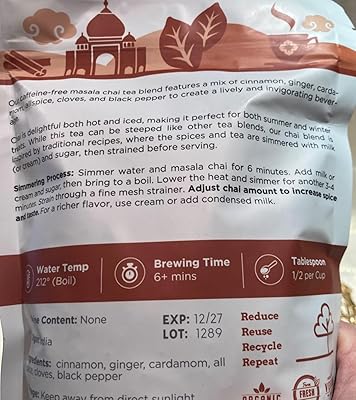 Our caffeine-free masala chai tea blend features a mix of cinnamon, ginger, carda-
mom, allspice, cloves, and black pepper to create a lively and invigorating bever-
age.
Chai is delightful both hot and iced, making it perfect for both summer and winter
treats. While this tea can be steeped like other tea blends, our chai blend is
inspired by traditional recipes, where the spices and tea are simmered with milk
(or cream) and sugar, then strained before serving.
Simmering Process: Simmer water and masala chai for 6 minutes. Add milk or
cream and sugar, then bring to a boil. Lower the heat and simmer for another 3-4
minutes. Strain through a fine mesh strainer. Adjust chai amount to increase spice
and taste. For a richer flavor, use cream or add condensed milk.
Water Temp
212° (Boil)
Brewing Time
6+ mins
Tablespoon
1/2 per Cup
Content: None
EXP: 12/27
LOT: 1289
Reduce
Reuse
Recycle
Repeat
cinnamon, ginger, cardamom, all
cloves, black pepper
Keep away from direct sunlight
ORGANIC
FRESH